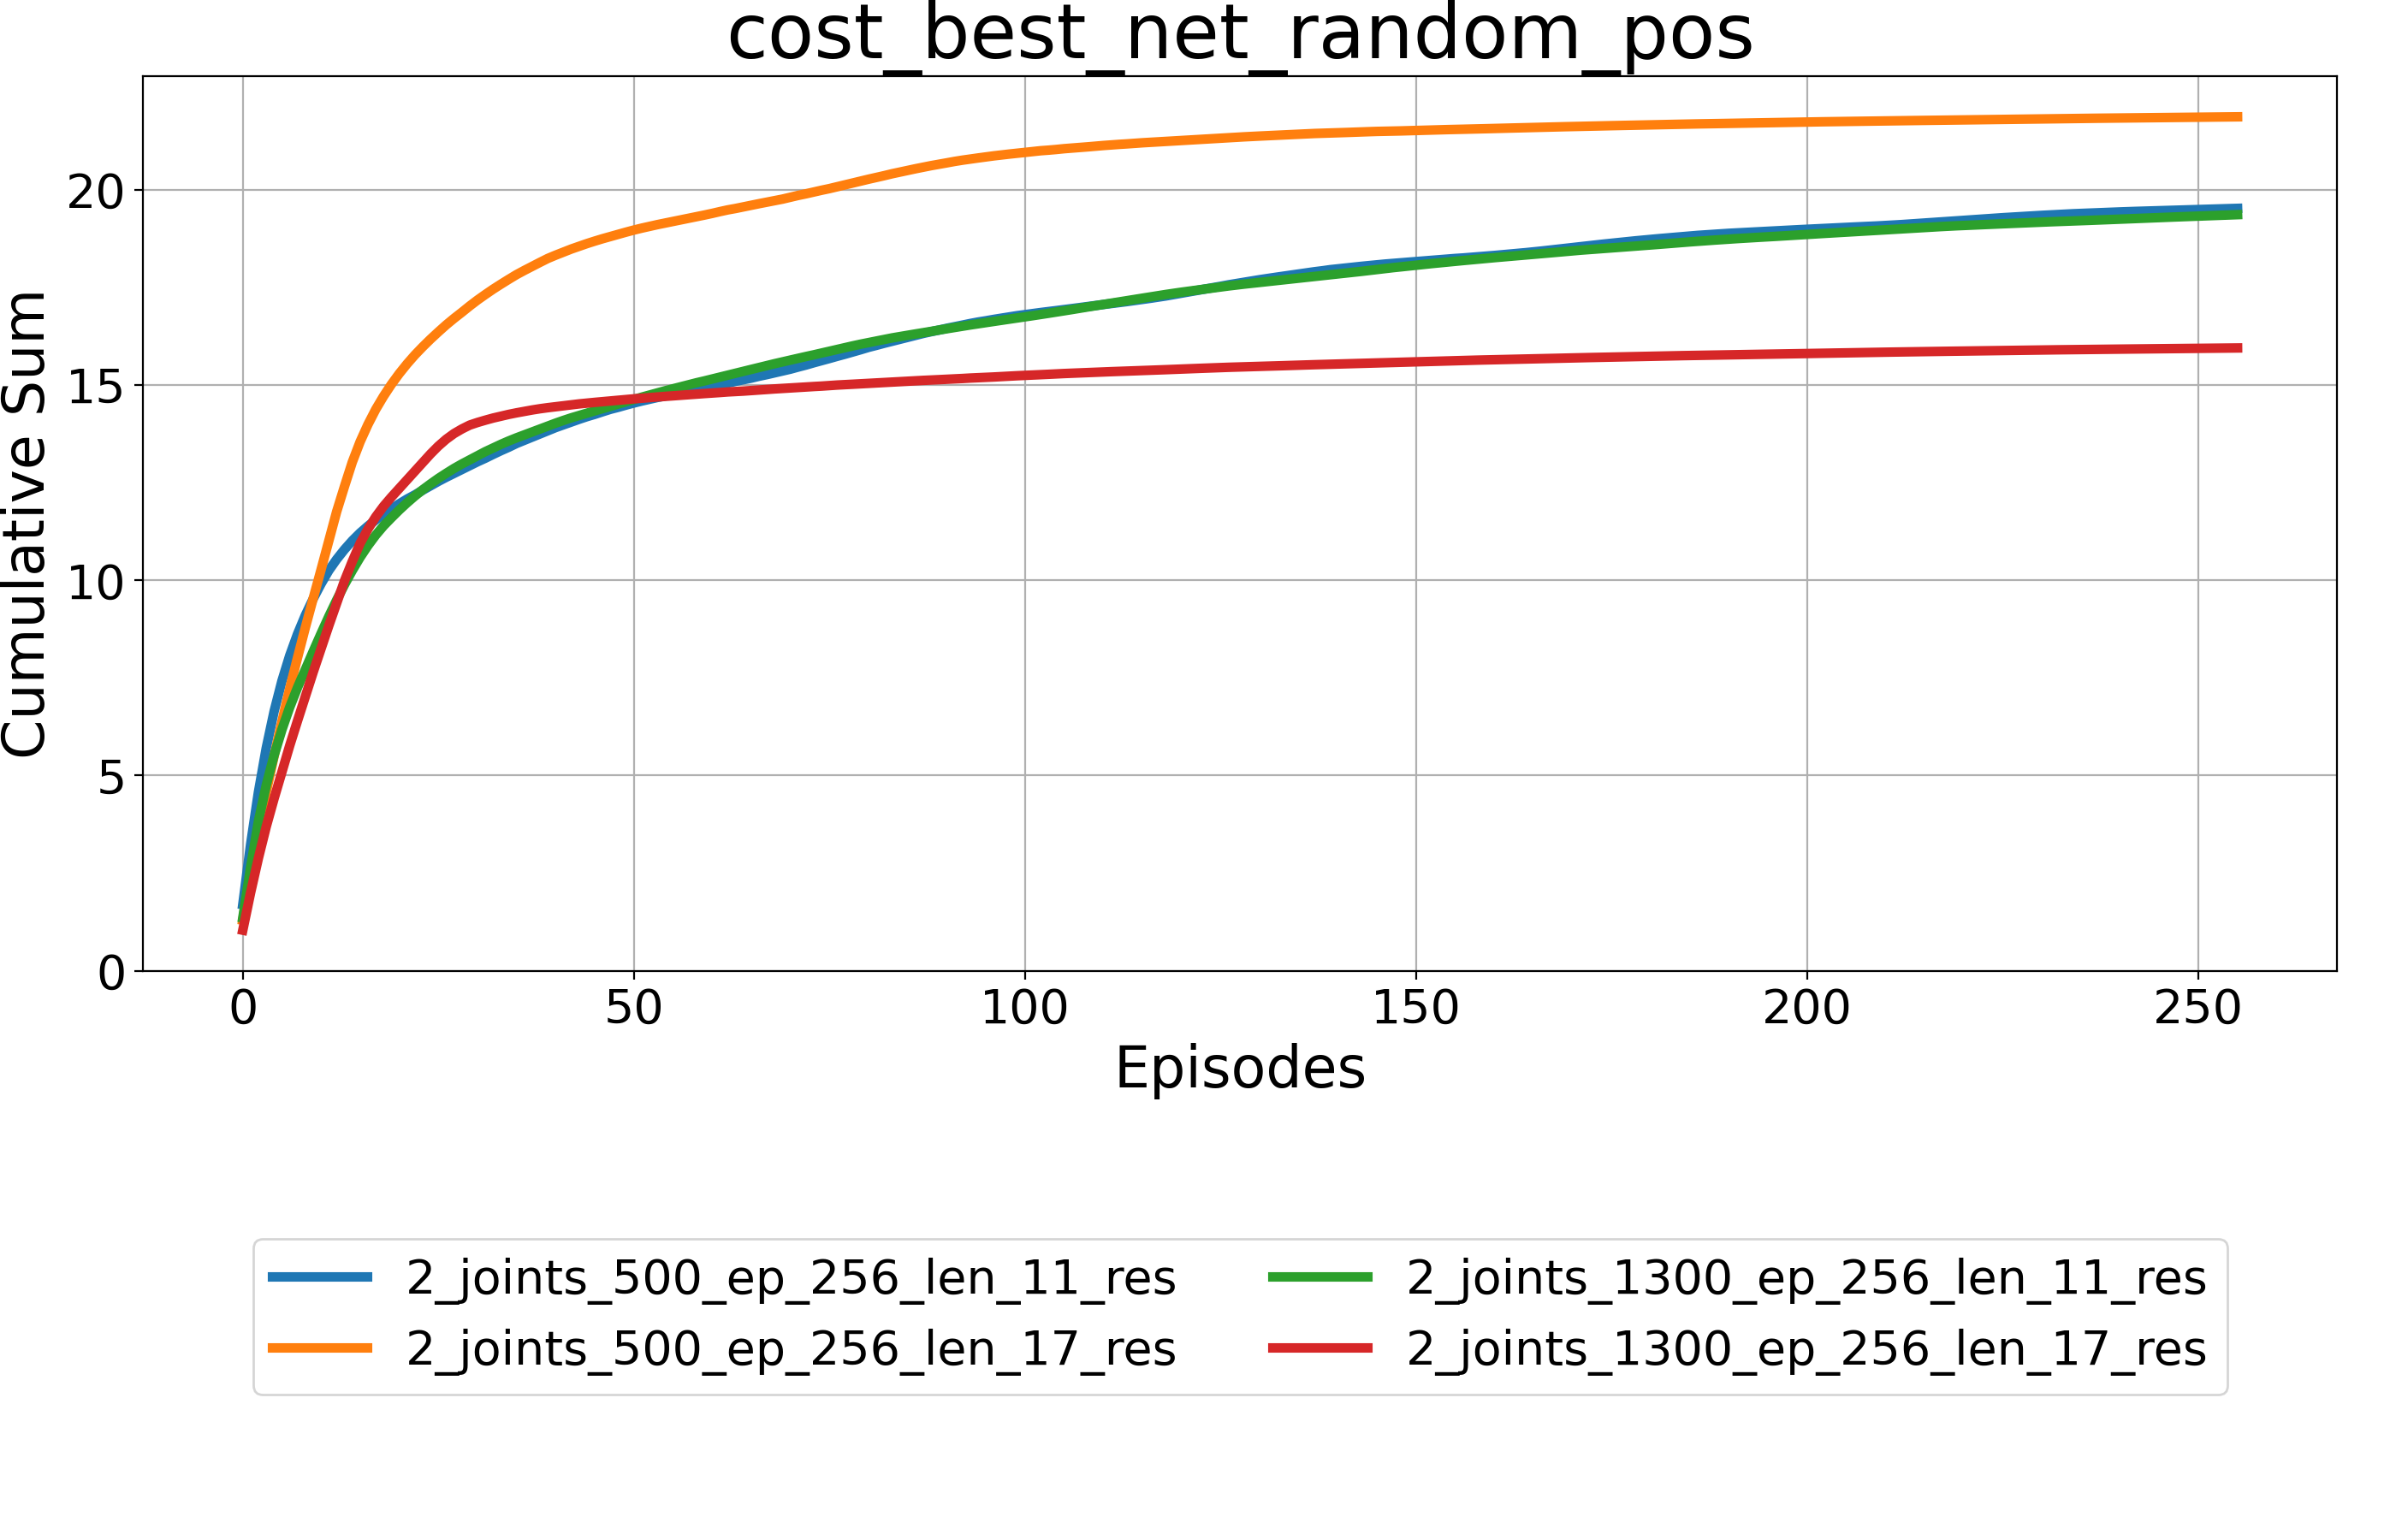 cost_best_net_random_pos
Cumulative Sum
20
15
10
5
0
0 50 100 150 200 250
Episodes
2_joints_500_ep_256_len_11_res
2_joints_500_ep_256_len_17_res
2_joints_1300_ep_256_len_11_res
2_joints_1300_ep_256_len_17_res